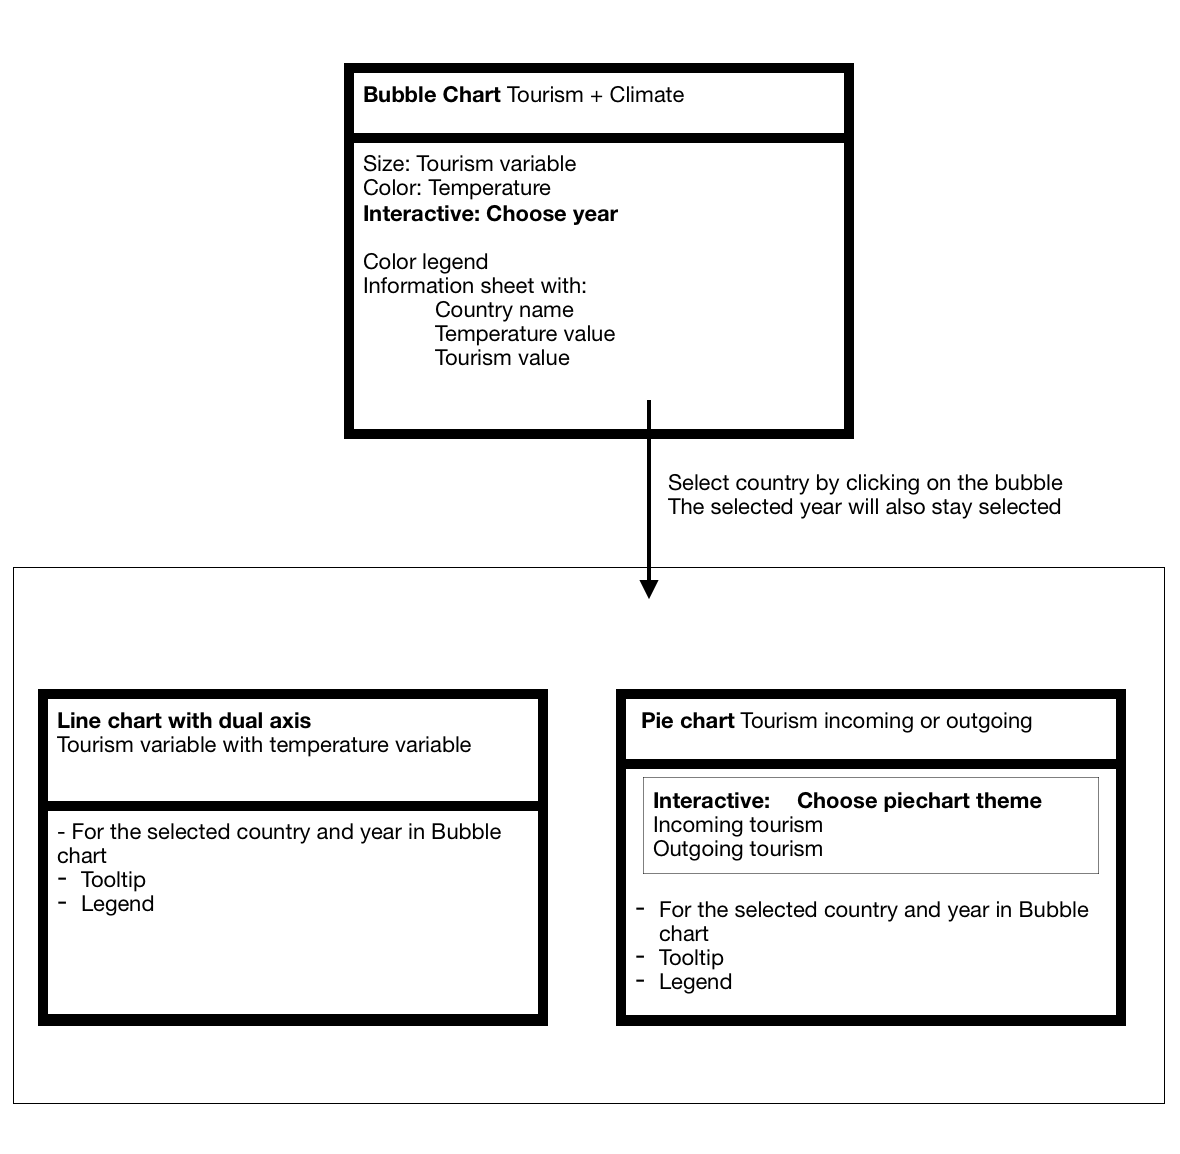 Bubble Chart Tourism + Climate
Size: Tourism variable
Color: Temperature
Interactive: Choose year
Color legend
Information sheet with:
Country name
Temperature value
Tourism value
Select country by clicking on the bubble
The selected year will also stay selected
Line chart with dual axis
Tourism variable with temperature variable
- For the selected country and year in Bubble
chart
- Tooltip
- Legend
Pie chart Tourism incoming or outgoing
Interactive: Choose piechart theme
Incoming tourism
Outgoing tourism
- For the selected country and year in Bubble
chart
- Tooltip
- Legend